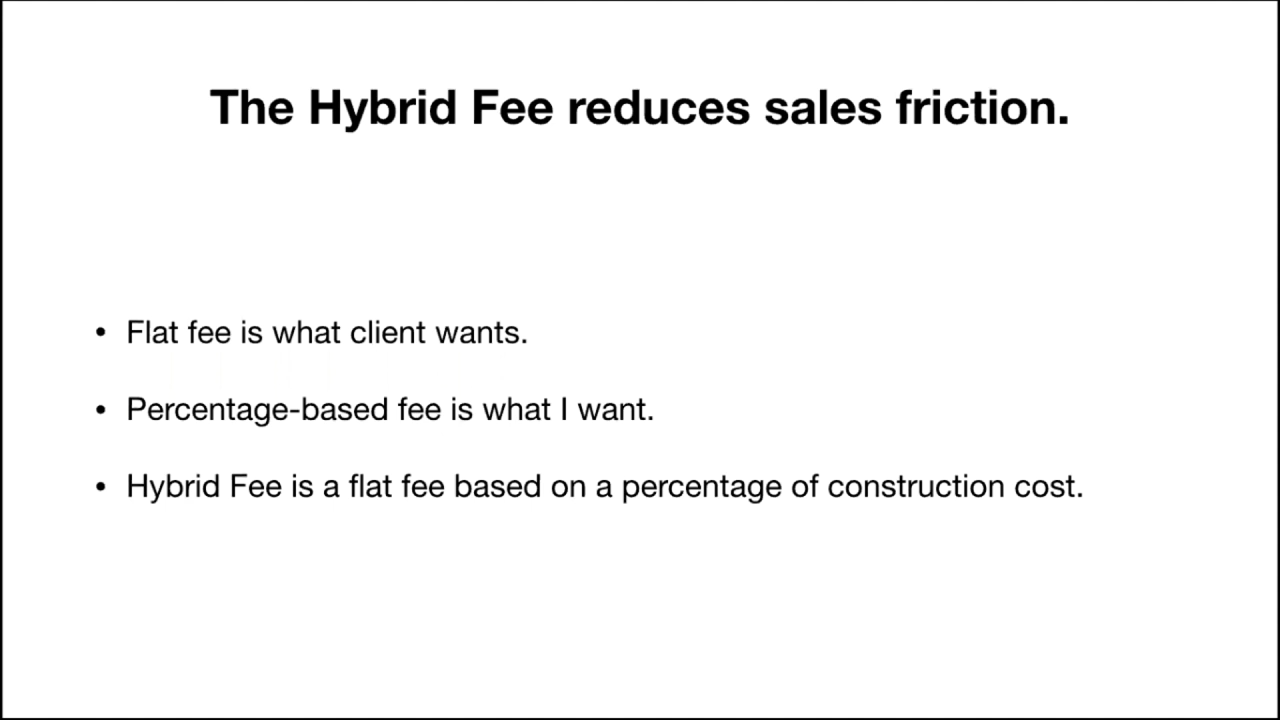 The Hybrid Fee reduces sales friction.
• Flat fee is what client wants.
• Percentage-based fee is what I want.
• Hybrid Fee is a flat fee based on a percentage of construction cost.